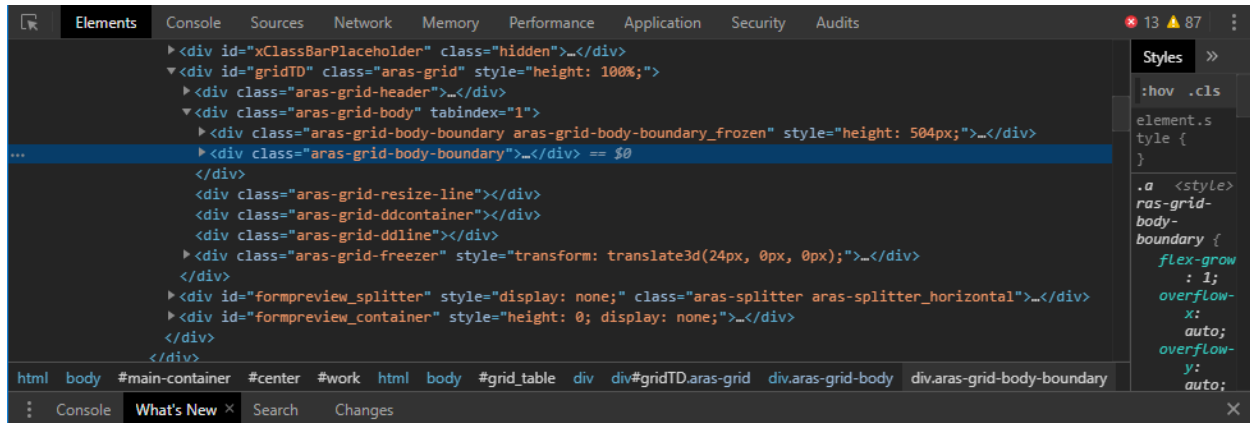 Elements Console Sources Network Memory Performance Application Security Audits 13 87
<div id="xClassBarPlaceholder" class="hidden">…</div>
<div id="gridTD" class="aras-grid" style="height: 100%;">
<div class="aras-grid-header">…</div>
<div class="aras-grid-body" tabindex="1">
<div class="aras-grid-body-boundary aras-grid-body-boundary_frozen" style="height: 504px;">…</div>
<div class="aras-grid-body-boundary">…</div> == $0
</div>
<div class="aras-grid-resize-line"></div>
<div class="aras-grid-ddcontainer"></div>
<div class="aras-grid-ddline"></div>
<div class="aras-grid-freezer" style="transform: translate3d(24px, 0px, 0px);">…</div>
</div>
<div id="formpreview_splitter" style="display: none;" class="aras-splitter aras-splitter_horizontal">…</div>
<div id="formpreview_container" style="height: 0; display: none;">…</div>
</div>
</div>
Styles »
:hov .cls
element.s
tyle {
}
.a <style>
ras-grid-
body-
boundary {
flex-grow
: 1;
overflow-
x:
auto;
overflow-
y:
auto;
html body #main-container #center #work html body #grid_table div div#gridTD.aras-grid div.aras-grid-body div.aras-grid-body-boundary
Console What's New × Search Changes ×